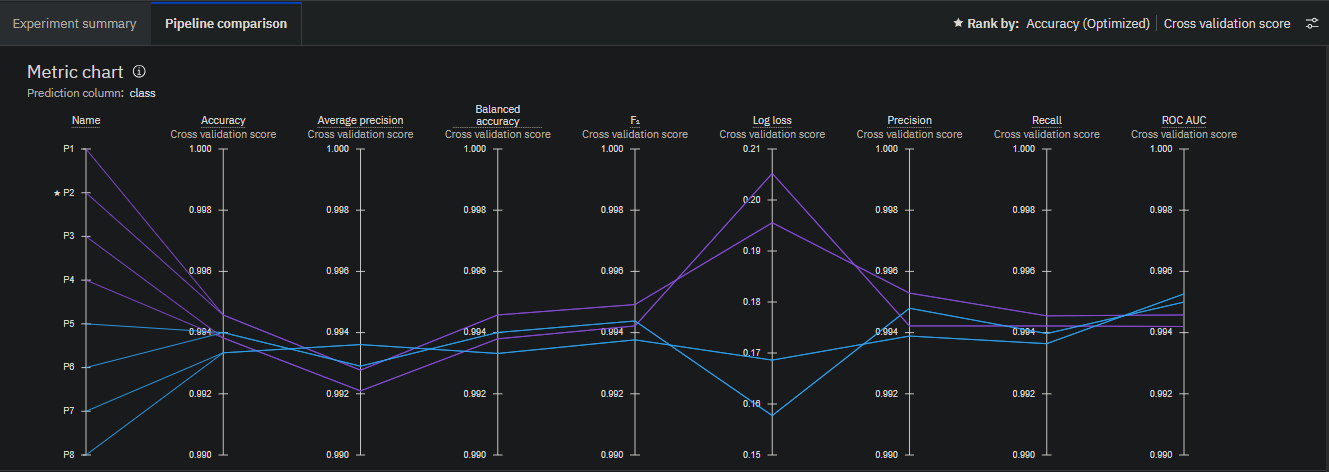 Experiment summary
Pipeline comparison
★ Rank by: Accuracy (Optimized) | Cross validation score
Metric chart
Prediction column: class
Name
Accuracy
Cross validation score
Average precision
Cross validation score
Balanced
accuracy
Cross validation score
F₁
Cross validation score
Log loss
Cross validation score
Precision
Cross validation score
Recall
Cross validation score
ROC AUC
Cross validation score
P1
★ P2
P3
P4
P5
P6
P7
P8
1.000
0.998
0.996
0.994
0.992
0.990
1.000
0.998
0.996
0.994
0.992
0.990
1.000
0.998
0.996
0.994
0.992
0.990
1.000
0.998
0.996
0.994
0.992
0.990
0.21
0.20
0.19
0.18
0.17
0.16
0.15
1.000
0.998
0.996
0.994
0.992
0.990
1.000
0.998
0.996
0.994
0.992
0.990
1.000
0.998
0.996
0.994
0.992
0.990